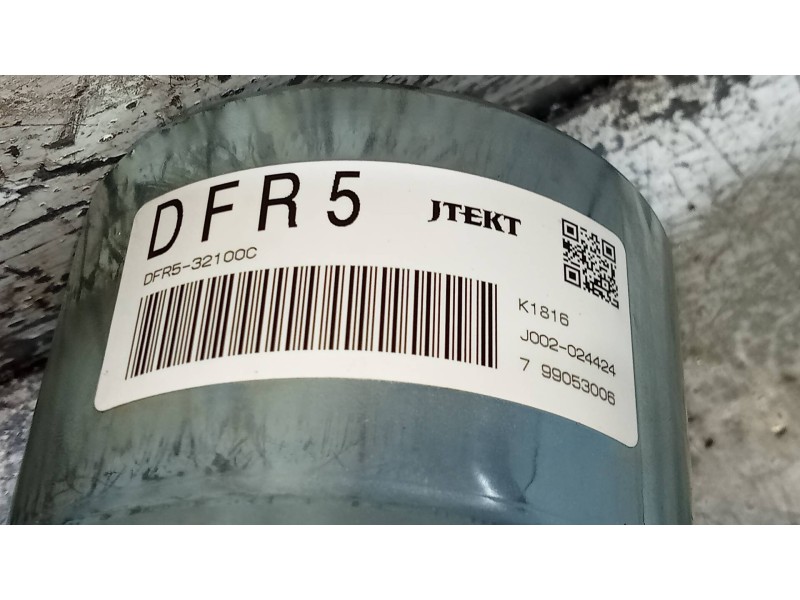 DFR5
JTEKT
DFR5-32100C
K1816
J002-024424
7 99053006